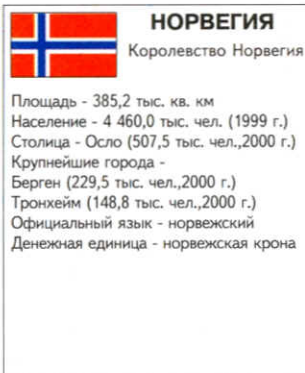 НОРВЕГИЯ
Королевство Норвегия
Площадь - 385,2 тыс. кв. км
Население - 4 460,0 тыс. чел. (1999 г.)
Столица - Осло (507,5 тыс. чел.,2000 г.)
Крупнейшие города -
Берген (229,5 тыс. чел.,2000 г.)
Тронхейм (148,8 тыс. чел.,2000 г.)
Официальный язык - норвежский
Денежная единица - норвежская крона